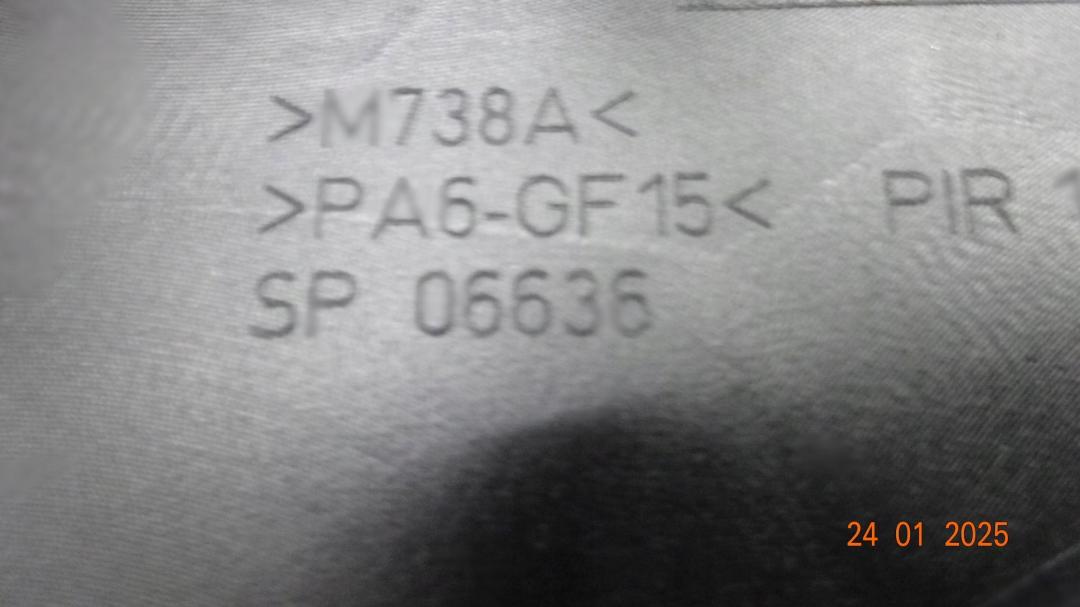 >M738A<
>PA6-GF15< PIR
SP 06636
24 01 2025